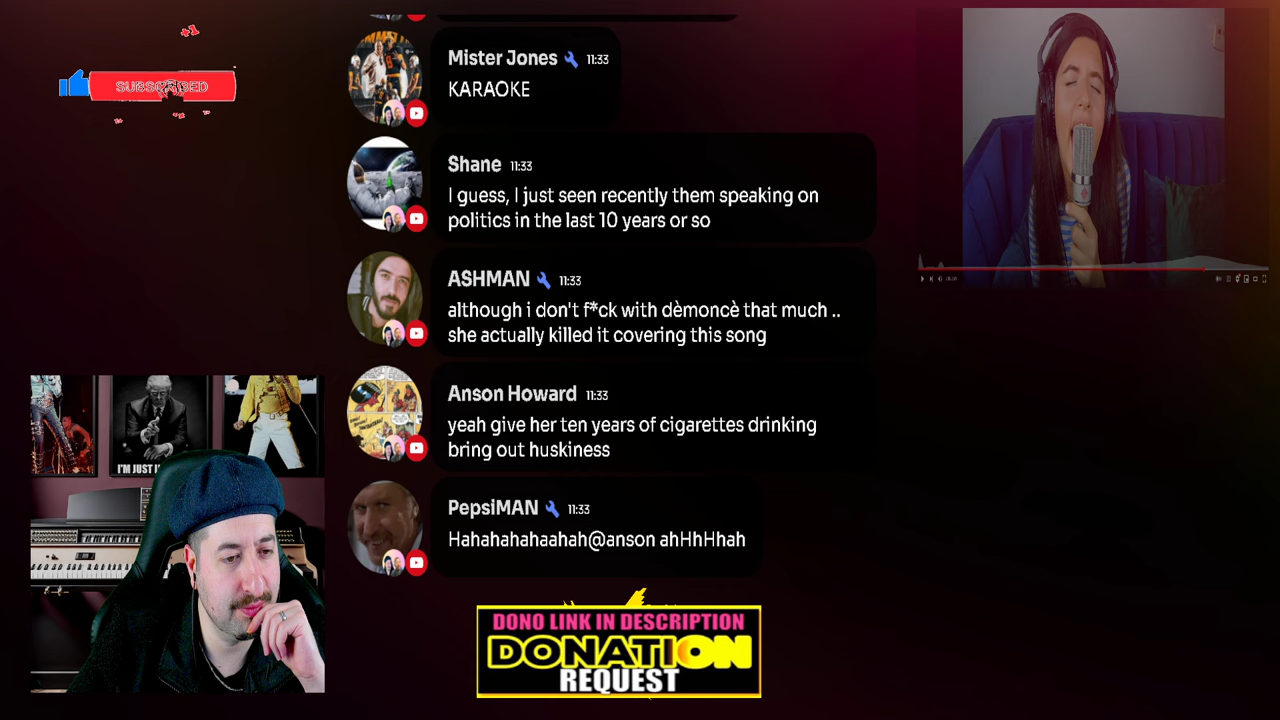 +1
SUBSCRIBED
Mister Jones 11:33
KARAOKE
Shane 11:33
I guess, I just seen recently them speaking on
politics in the last 10 years or so
ASHMAN 11:33
although i don't f*ck with dèmoncè that much ..
she actually killed it covering this song
Anson Howard 11:33
yeah give her ten years of cigarettes drinking
bring out huskiness
PepsiMAN 11:33
Hahahahahaahah@anson ahHhHhah
I'M JUST
DONO LINK IN DESCRIPTION
DONATION
REQUEST